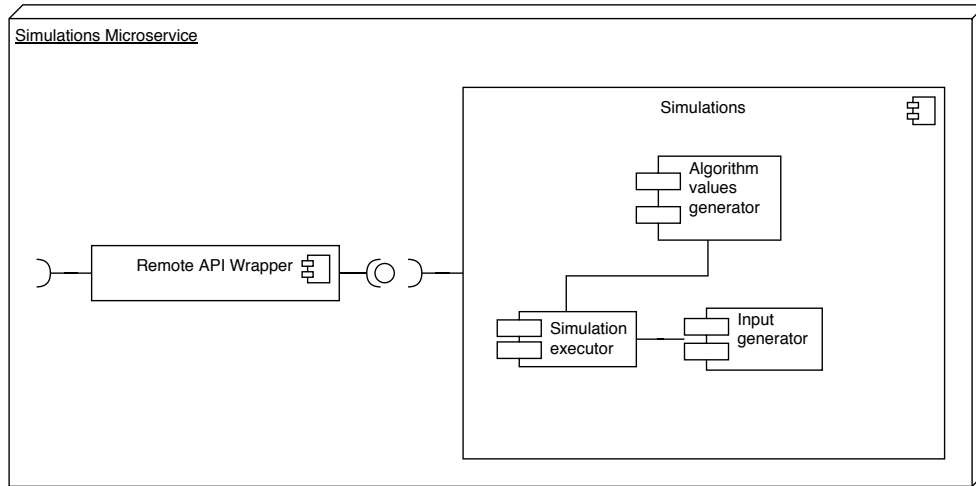 Simulations Microservice
Simulations
Algorithm
values
generator
Remote API Wrapper
Simulation
executor
Input
generator